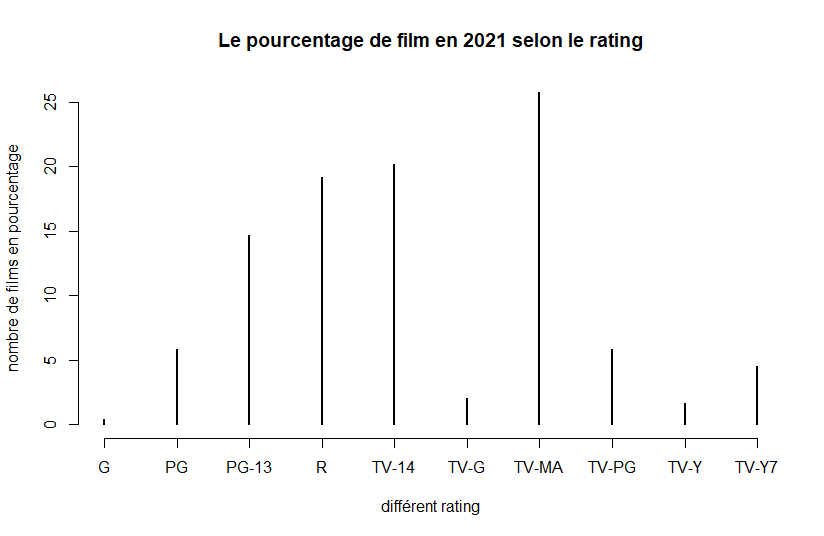 Le pourcentage de film en 2021 selon le rating
nombre de films en pourcentage
25
20
15
10
5
0
G PG PG-13 R TV-14 TV-G TV-MA TV-PG TV-Y TV-Y7
différent rating